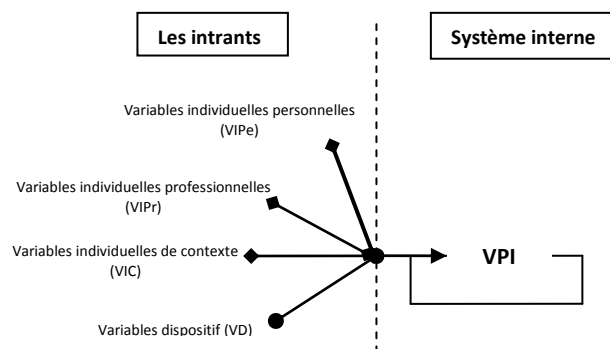 Les intrants
Système interne
Variables individuelles personnelles
(VIPe)
Variables individuelles professionnelles
(VIPr)
Variables individuelles de contexte
(VIC)
VPI
Variables dispositif (VD)